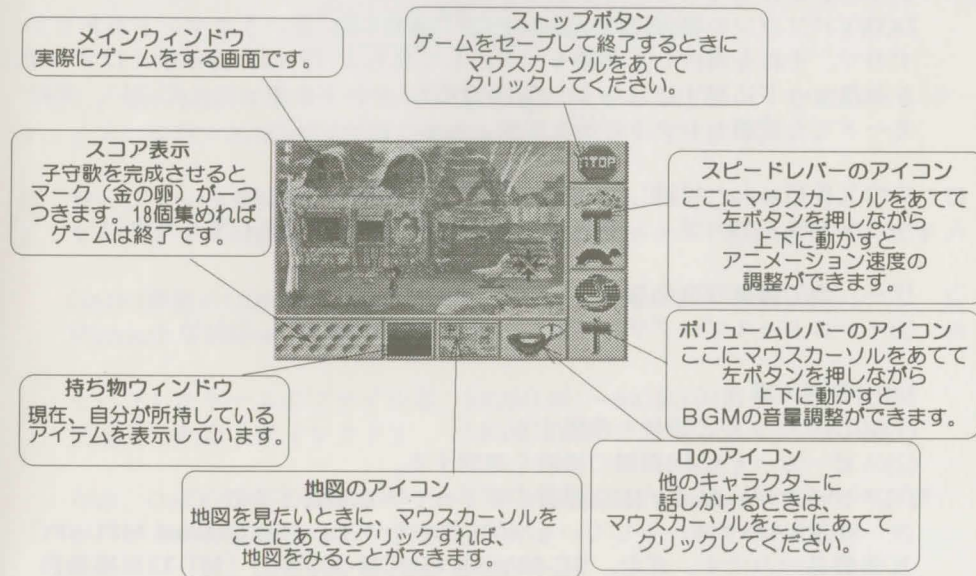 ストップボタン
ゲームをセーブして終了するときに
マウスカーソルをあてて
クリックしてください。
メインウィンドウ
実際にゲームをする画面です。
スコア表示
子守歌を完成させると
マーク(金の卵)が一つ
つきます。18個集めれば
ゲームは終了です。
STOP
スピードレバーのアイコン
ここにマウスカーソルをあてて
左ボタンを押しながら
上下に動かすと
アニメーション速度の
調整ができます。
ボリュームレバーのアイコン
ここにマウスカーソルをあてて
左ボタンを押しながら
上下に動かすと
BGMの音量調整ができます。
持ち物ウィンドウ
現在、自分が所持している
アイテムを表示しています。
地図のアイコン
地図を見たいときに、マウスカーソルを
ここにあててクリックすれば、
地図をみることができます。
口のアイコン
他のキャラクターに
話しかけるときは、
マウスカーソルをここにあてて
クリックしてください。